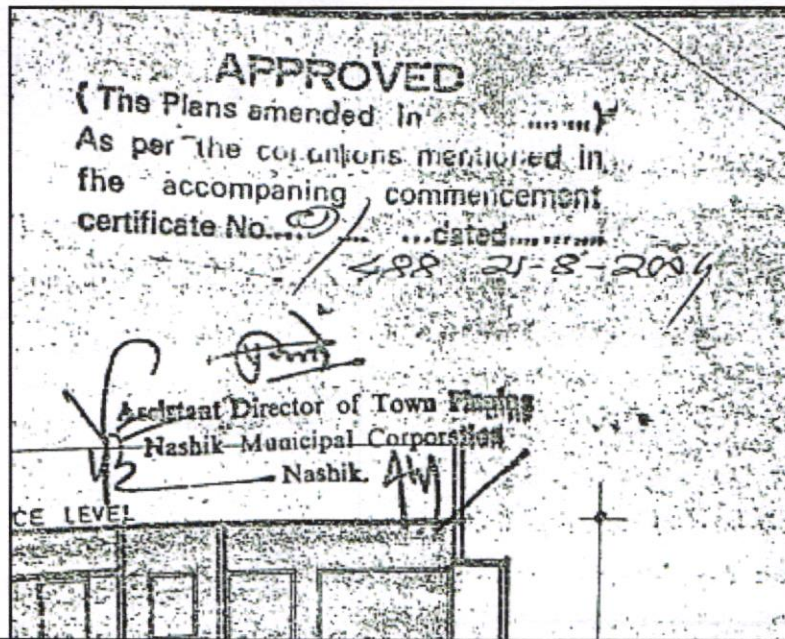 APPROVED
(The Plans amended in ........)
As per the conditions mentioned in
the accompaning commencement
certificate No.... .... ...dated..........
488 25-8-2004
Assistant Director of Town Planning
Nashik Municipal Corporation
Nashik.
CE LEVEL